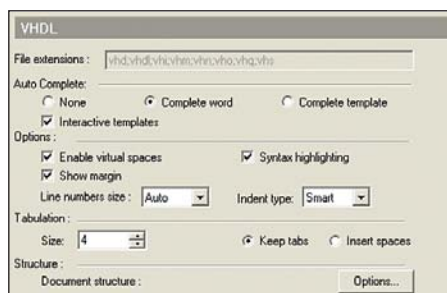 VHDL
File extensions : vhd;vhdl;vhi;vhm;vhn;vho;vhq;vhs
Auto Complete:
None Complete word Complete template
Interactive templates
Options :
Enable virtual spaces Syntax highlighting
Show margin
Line numbers size : Auto Indent type: Smart
Tabulation :
Size: 4 Keep tabs Insert spaces
Structure :
Document structure : Options...